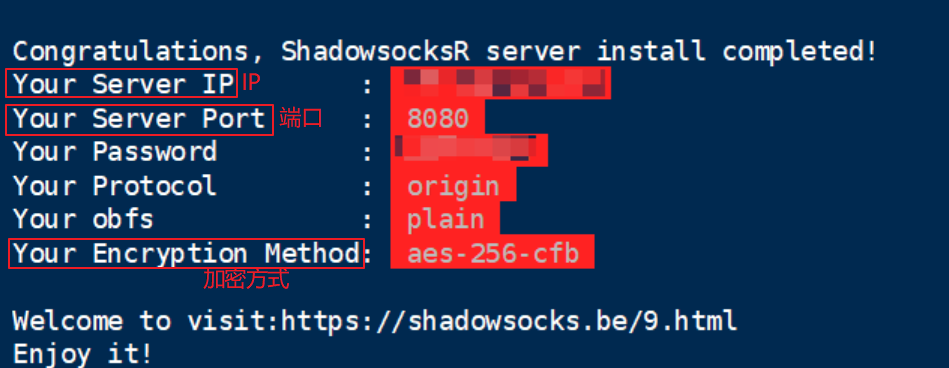 Congratulations, ShadowsocksR server install completed!
Your Server IP IP :
Your Server Port 端口 : 8080
Your Password :
Your Protocol : origin
Your obfs : plain
Your Encryption Method: aes-256-cfb
加密方式
Welcome to visit:https://shadowsocks.be/9.html
Enjoy it!